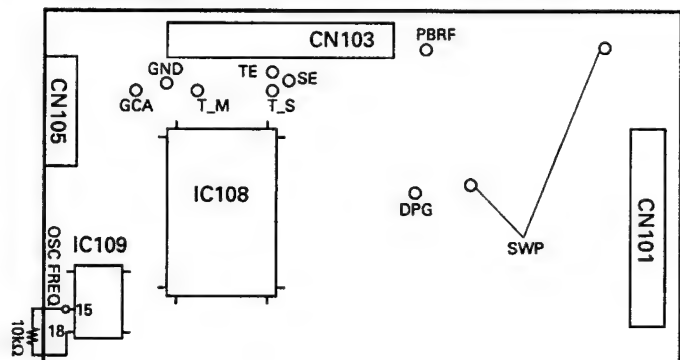 CN103
PBRF
GND
TE
SE
GCA
T_M
T_S
CN105
IC108
DPG
SWP
CN101
OSC FREQ
IC109
15
18
10kΩ